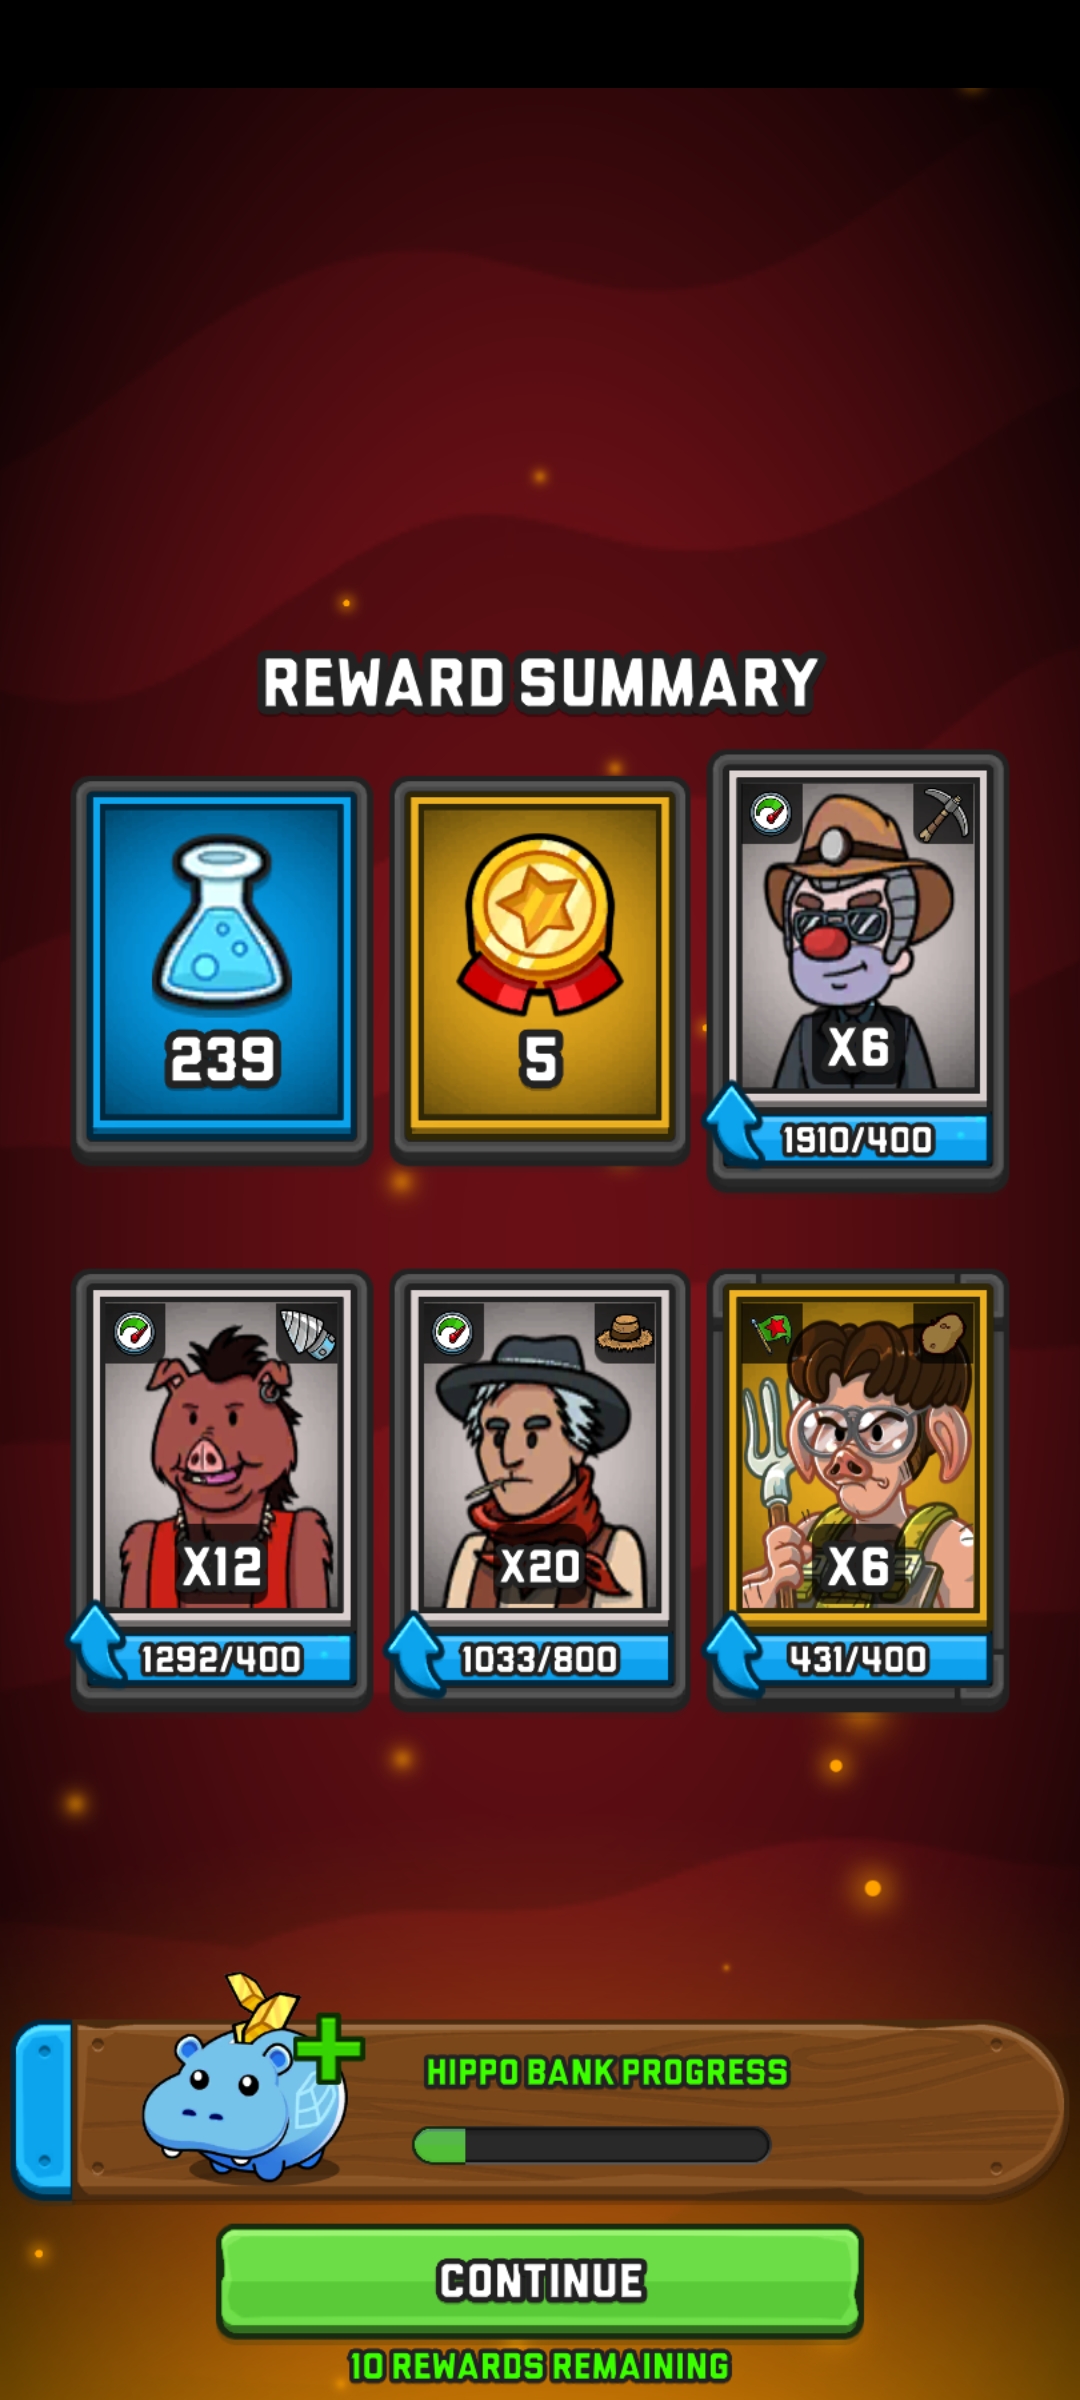 REWARD SUMMARY
239
5
X6
1910/400
X12
1292/400
X20
1033/800
X6
431/400
HIPPO BANK PROGRESS
CONTINUE
10 REWARDS REMAINING